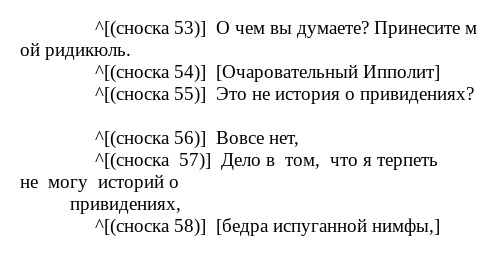 ^[(сноска 53)] О чем вы думаете? Принесите м
ой ридикюль.
^[(сноска 54)] [Очаровательный Ипполит]
^[(сноска 55)] Это не история о привидениях?
^[(сноска 56)] Вовсе нет,
^[(сноска 57)] Дело в том, что я терпеть
не могу историй о
привидениях,
^[(сноска 58)] [бедра испуганной нимфы,]